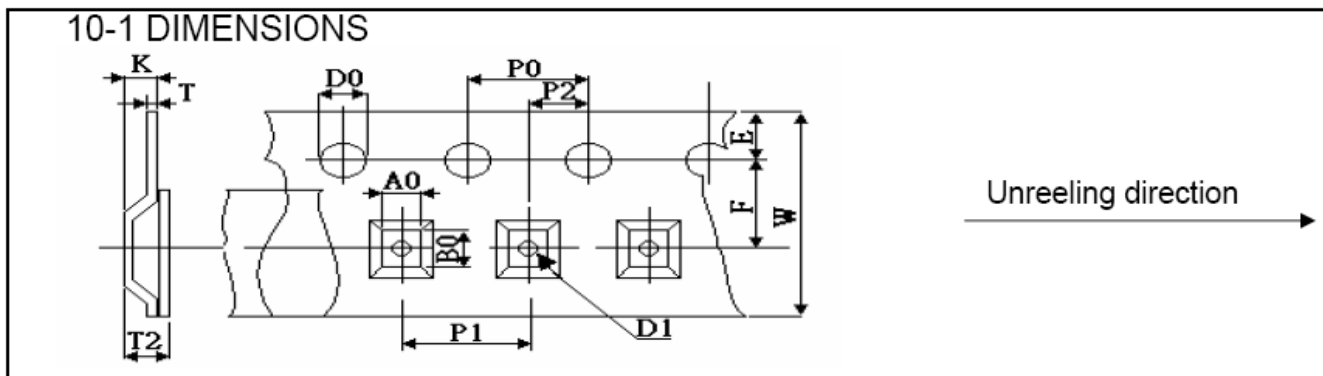 10-1 DIMENSIONS
K
T
D0
P0
P2
E
A0
F
W
B0
Unreeling direction
T2
P1
D1